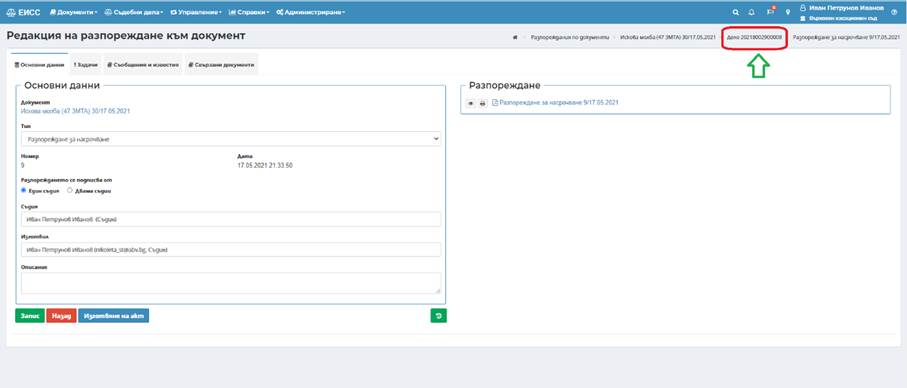 ЕИСС Документи Съдебни дела Управление Справки Администриране Иван Петрунов Иванов
Върховен касационен съд
Редакция на разпореждане към документ
Разпореждания по документи Искова молба (47 ЗМТА) 30/17.05.2021 Дело 20218002900008 Разпореждане за насрочване 9/17.05.2021
Основни данни Задачи Съобщения и известия Свързани документи
Основни данни
Разпореждане
Документ
Искова молба (47 ЗМТА) 30/17.05.2021
Разпореждане за насрочване 9/17.05.2021
Тип
Разпореждане за насрочване
Номер Дата
9 17.05.2021 21:33:50
Разпореждането се подписва от
Един съдия Двама съдии
Съдия
Иван Петрунов Иванов (Съдия)
Изготвил
Иван Петрунов Иванов
Описание
Запис Назад Изготвяне на акт